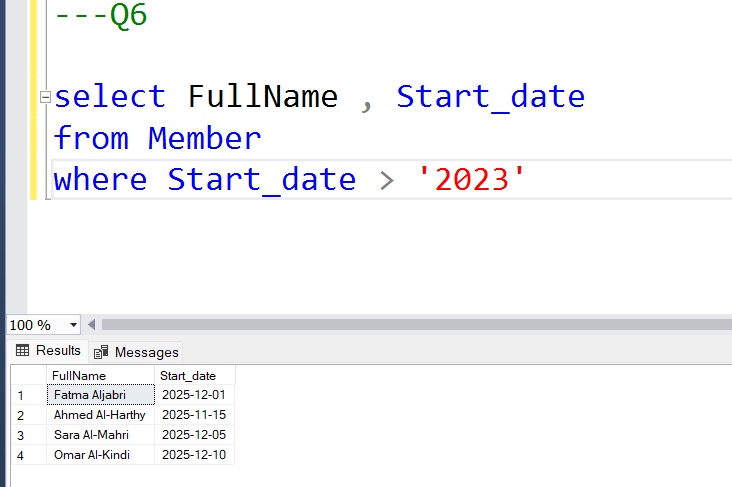 ---Q6
select FullName , Start_date
from Member
where Start_date > '2023'
100 %
Results Messages
FullName Start_date
1 Fatma Aljabri 2025-12-01
2 Ahmed Al-Harthy 2025-11-15
3 Sara Al-Mahri 2025-12-05
4 Omar Al-Kindi 2025-12-10